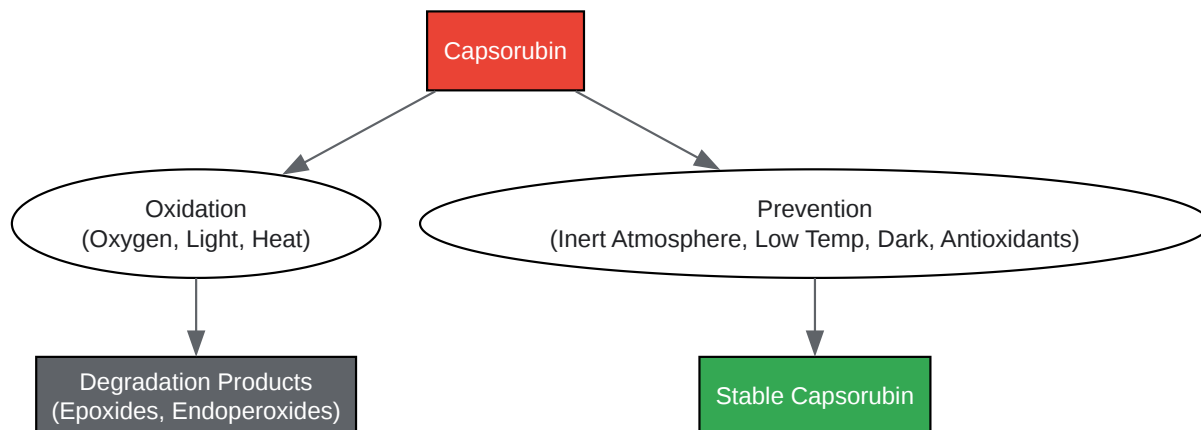 Capsorubin
Oxidation
(Oxygen, Light, Heat)
Prevention
(Inert Atmosphere, Low Temp, Dark, Antioxidants)
Degradation Products
(Epoxides, Endoperoxides)
Stable Capsorubin